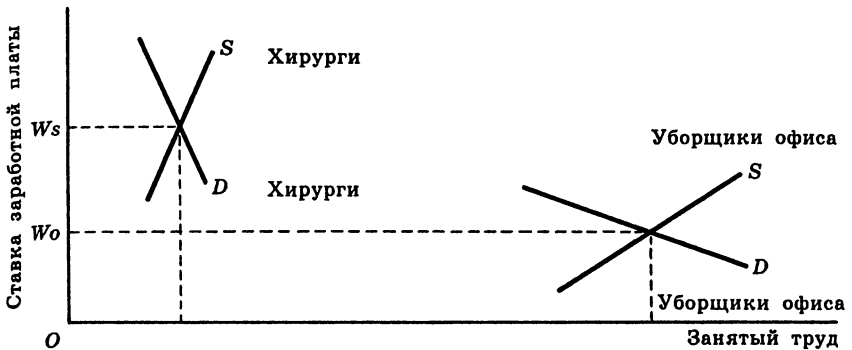 Ставка заработной платы
S
Хирурги
Ws
D
Хирурги
Уборщики офиса
S
Wo
D
Уборщики офиса
O
Занятый труд